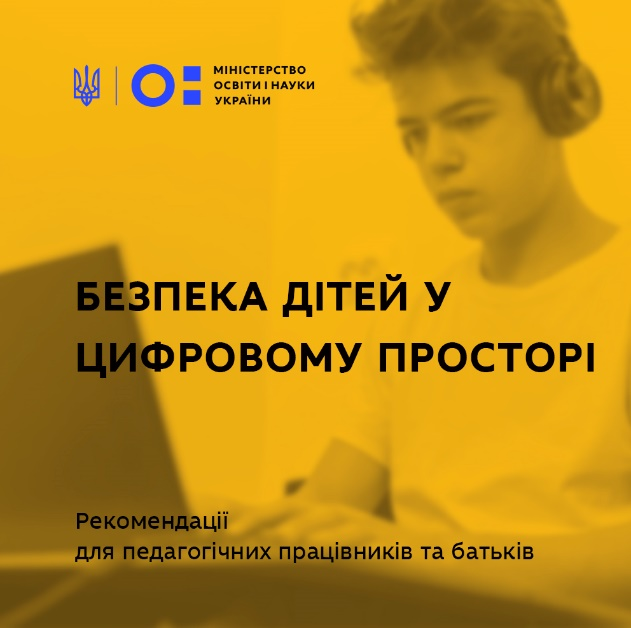 МІНІСТЕРСТВО
ОСВІТИ І НАУКИ
УКРАЇНИ
БЕЗПЕКА ДІТЕЙ У
ЦИФРОВОМУ ПРОСТОРІ
Рекомендації
для педагогічних працівників та батьків